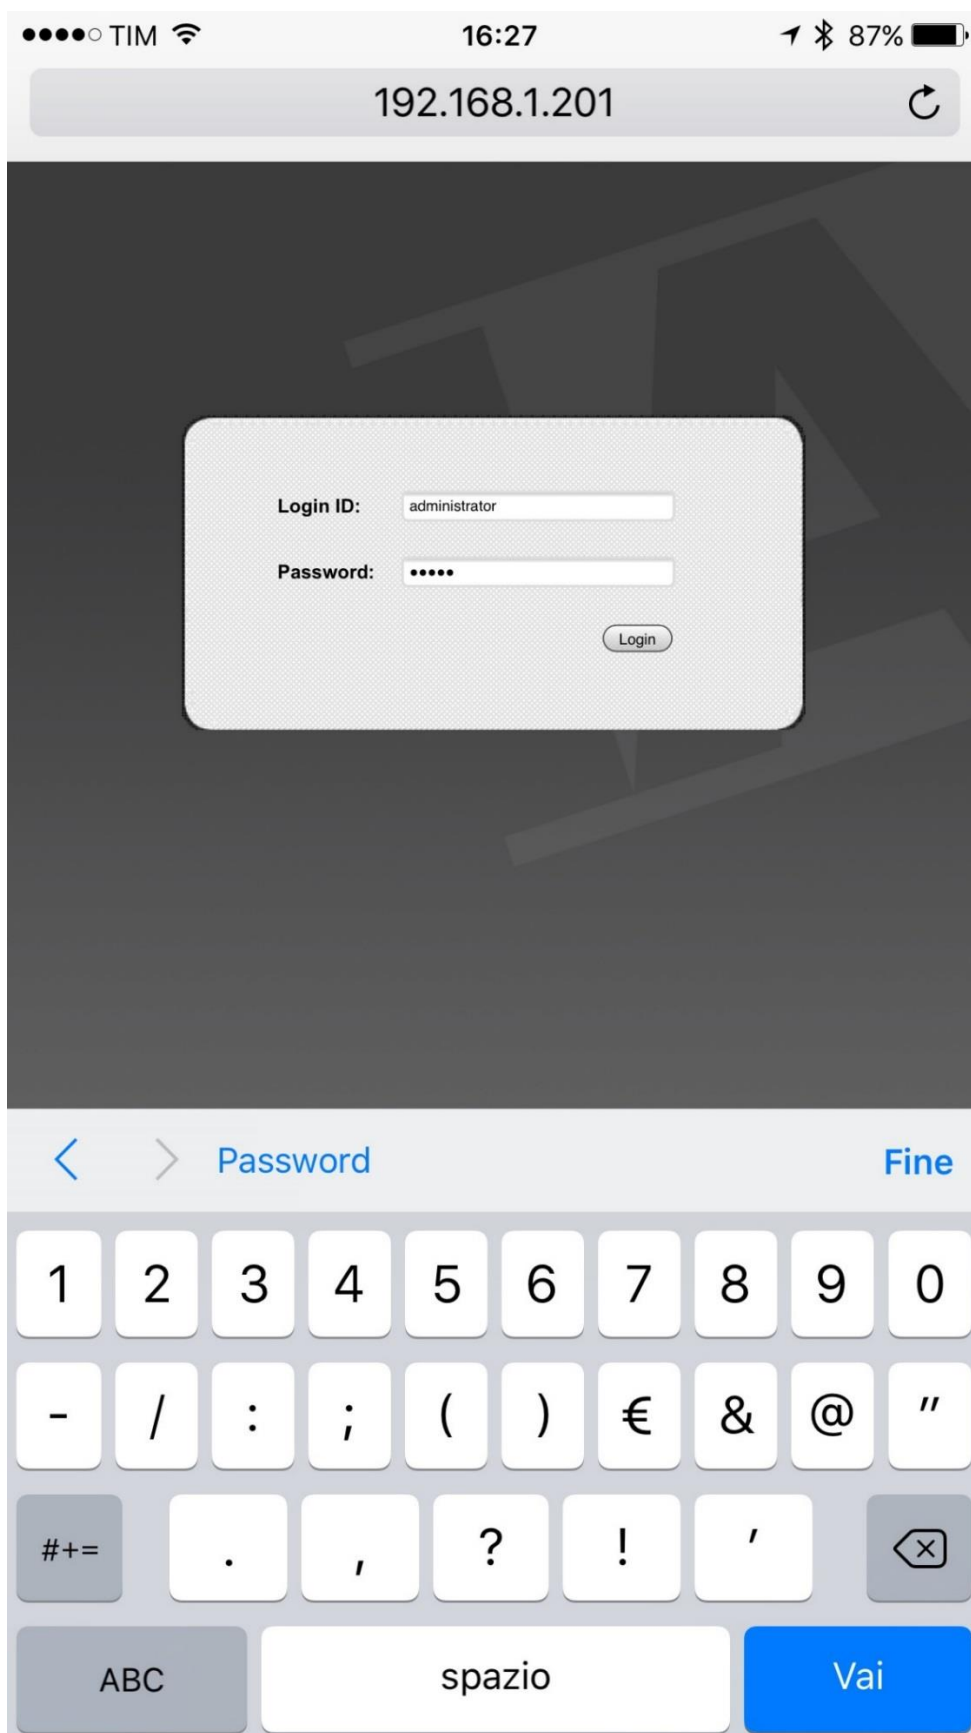 TIM 16:27 87%
192.168.1.201
Login ID: administrator
Password: •••••
Login
Password Fine
1 2 3 4 5 6 7 8 9 0
- / : ; ( ) € & @ "
#+= . , ? ! '
ABC spazio Vai